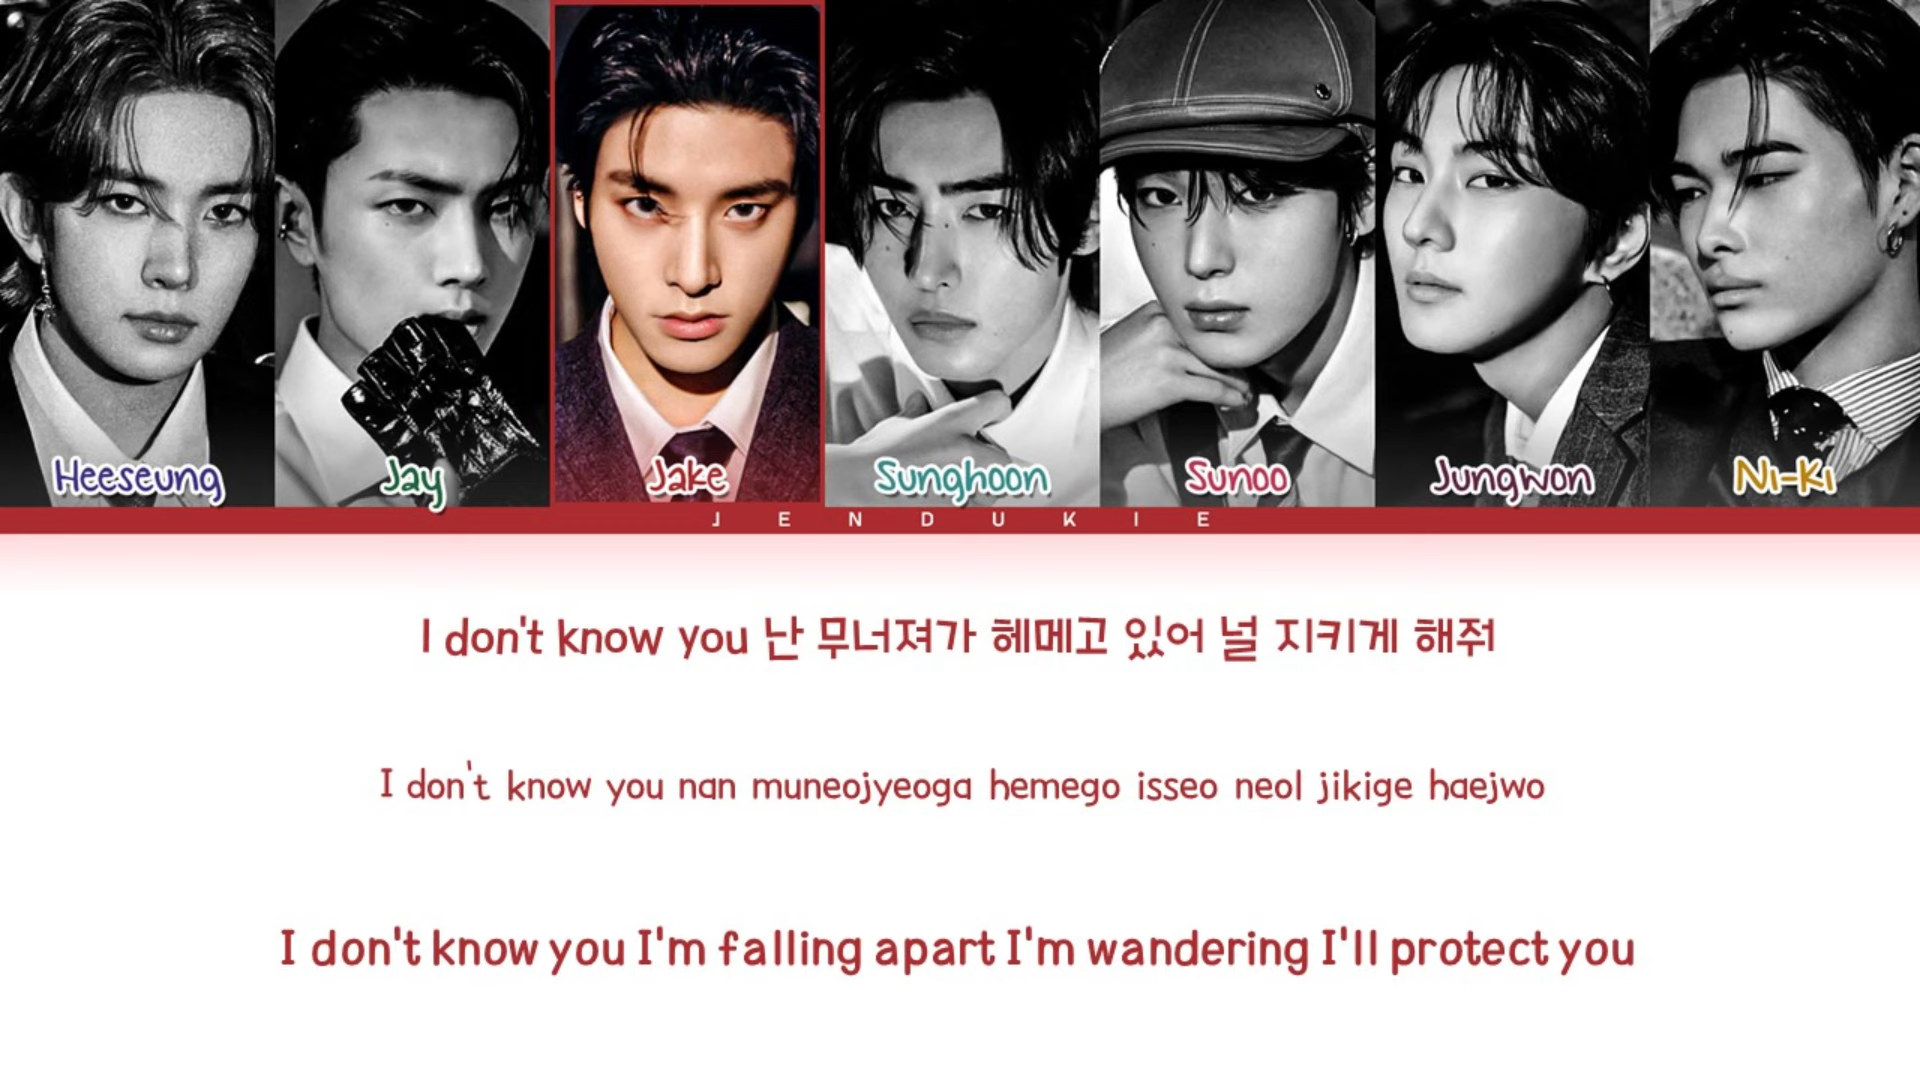 Heeseung Jay Jake Sunghoon Sunoo Jungwon Ni-Ki
JENDUKIE
I don't know you 난 무너져가 헤메고 있어 널 지키게 해줘
I don't know you nan muneojyeoga hemego isseo neol jikige haejwo
I don't know you I'm falling apart I'm wandering I'll protect you